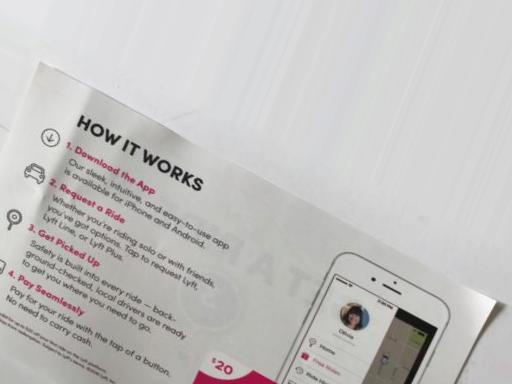 HOW IT WORKS
1. Download the App
Our sleek, intuitive, and easy-to-use app
is available for iPhone and Android.
2. Request a Ride
Whether you're riding solo or with friends,
you've got options. Tap to request Lyft,
Lyft Line, or Lyft Plus.
3. Get Picked Up
Safety is built into every ride — back-
ground-checked, local drivers are ready
to get you where you need to go.
4. Pay Seamlessly
Pay for your ride with the tap of a button.
No need to carry cash.
$20
Olivia
Home
Free Rides